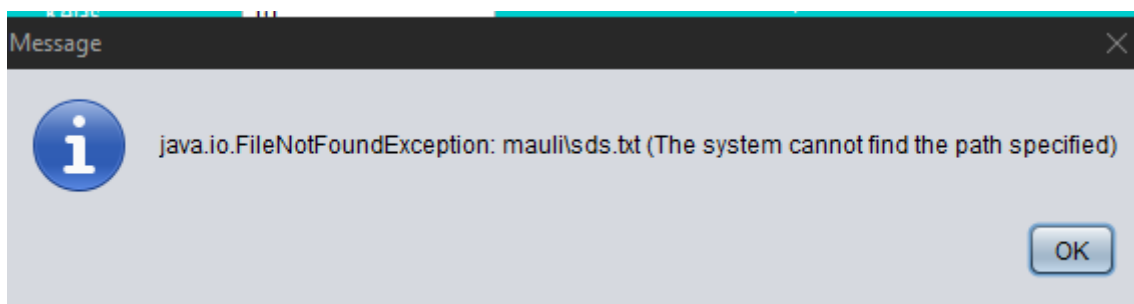 Message
java.io.FileNotFoundException: mauli\sds.txt (The system cannot find the path specified)
OK